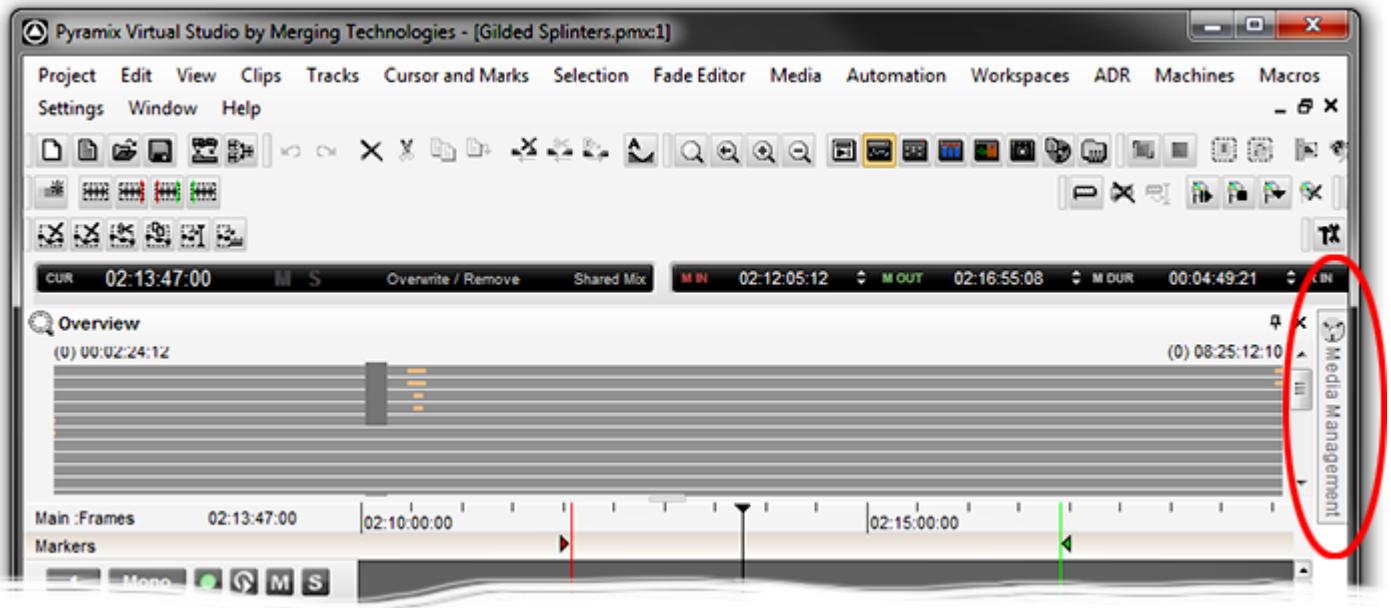 Pyramix Virtual Studio by Merging Technologies - [Gilded Splinters.pmx:1]
Project Edit View Clips Tracks Cursor and Marks Selection Fade Editor Media Automation Workspaces ADR Machines Macros
Settings Window Help
CUR 02:13:47:00 M S Overwrite / Remove Shared Mix M IN 02:12:05:12 M OUT 02:16:55:08 M DUR 00:04:49:21 IN
Overview
(0) 00:02:24:12 (0) 08:25:12:10
Media Management
Main :Frames 02:13:47:00 02:10:00:00 02:15:00:00
Markers
Mono M S